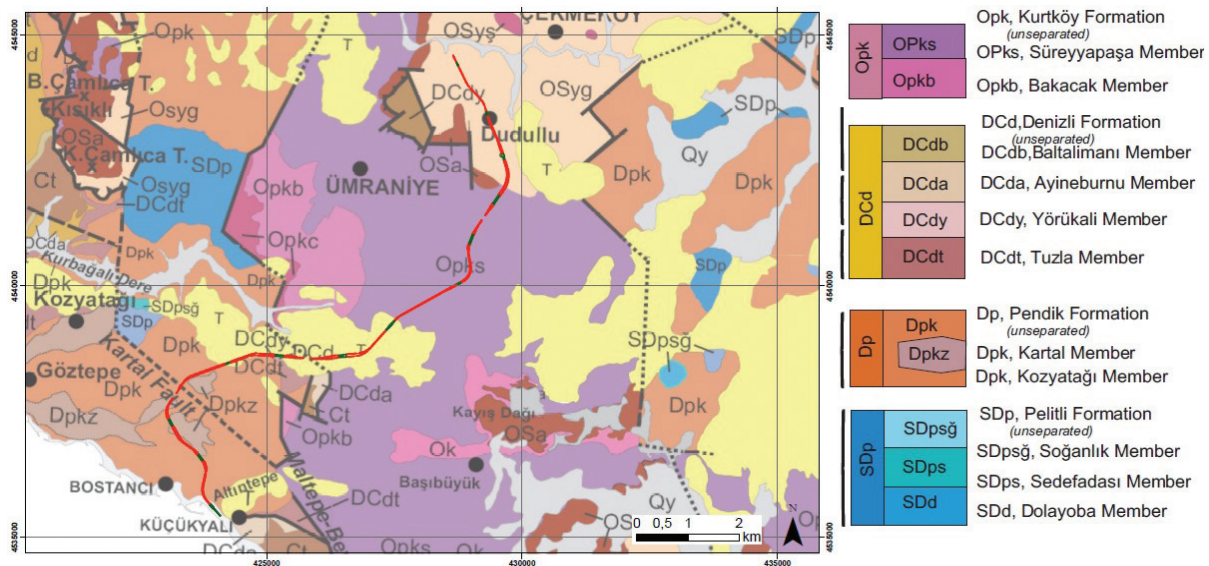 4545000
4540000
4535000
425000
430000
435000
Opk
OSyş
ÇEKMEKÖY
SDp
B.Çamlıca T.
Kısıklı
Osyg
OSa
K.Çamlıca T.
Osyg
Ct
DCdt
SDp
T
DCdy
OSyg
Dudullu
OSa
T
Dpk
SDp
Qy
Dpk
Dpk
Opkb
ÜMRANİYE
Opkc
DCda
Kurbağalı Dere
Dpk
Dpk
Kozyatağı
SDpsğ
SDp
Dpk
Opks
SDp
T
DCdy
DCd
T
DCdt
SDpsğ
Dpk
Göztepe
Dpk
Kartal Fault
Dpkz
Dpkz
DCda
Ct
Opkb
Kayış Dağı
OSa
Ok
Başıbüyük
BOSTANCI
Altıntepe
T
KÜÇÜKYALI
Maltepe-Be
DCdt
Ct
Opks
Qy
OS
T
N
0 0,5 1 2
km
Opk
OPks
Opkb
Opk, Kurtköy Formation
(unseparated)
OPks, Süreyyapaşa Member
Opkb, Bakacak Member
DCd
DCdb
DCda
DCdy
DCdt
DCd,Denizli Formation
(unseparated)
DCdb,Baltalimanı Member
DCda, Ayineburnu Member
DCdy, Yörükali Member
DCdt, Tuzla Member
Dp
Dpk
Dpkz
Dp, Pendik Formation
(unseparated)
Dpk, Kartal Member
Dpk, Kozyatağı Member
SDp
SDpsğ
SDps
SDd
SDp, Pelitli Formation
(unseparated)
SDpsğ, Soğanlık Member
SDps, Sedefadası Member
SDd, Dolayoba Member